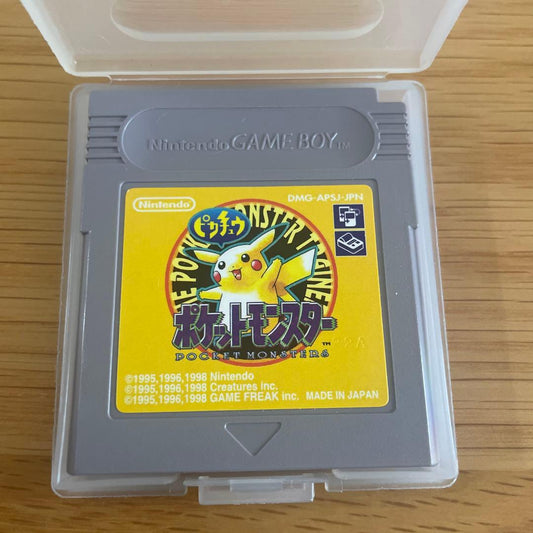 Nintendo GAME BOY TM
Nintendo
DMG-APSJ-JPN
ピカチュウ
THE POCKET MONSTER TRAINER
ポケットモンスター
TM
POCKET MONSTERS
©1995,1996,1998 Nintendo
©1995,1996,1998 Creatures inc.
©1995,1996,1998 GAME FREAK inc. MADE IN JAPAN